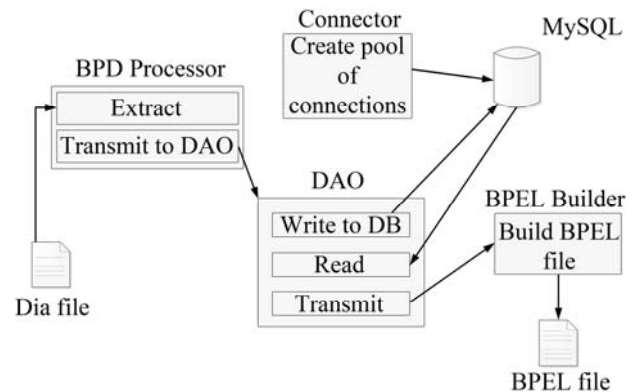 Connector
Create pool
of
connections
MySQL
BPD Processor
Extract
Transmit to DAO
DAO
Write to DB
Read
Transmit
BPEL Builder
Build BPEL
file
Dia file
BPEL file